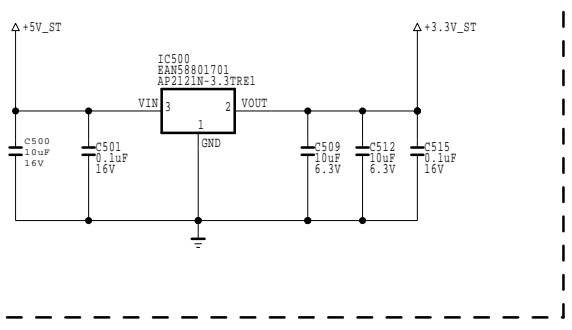 +5V_ST
+3.3V_ST
IC500
EAN58801701
AP2121N-3.3TRE1
VIN 3
2 VOUT
1
GND
C500
10uF
16V
C501
0.1uF
16V
C509
10uF
6.3V
C512
10uF
6.3V
C515
0.1uF
16V